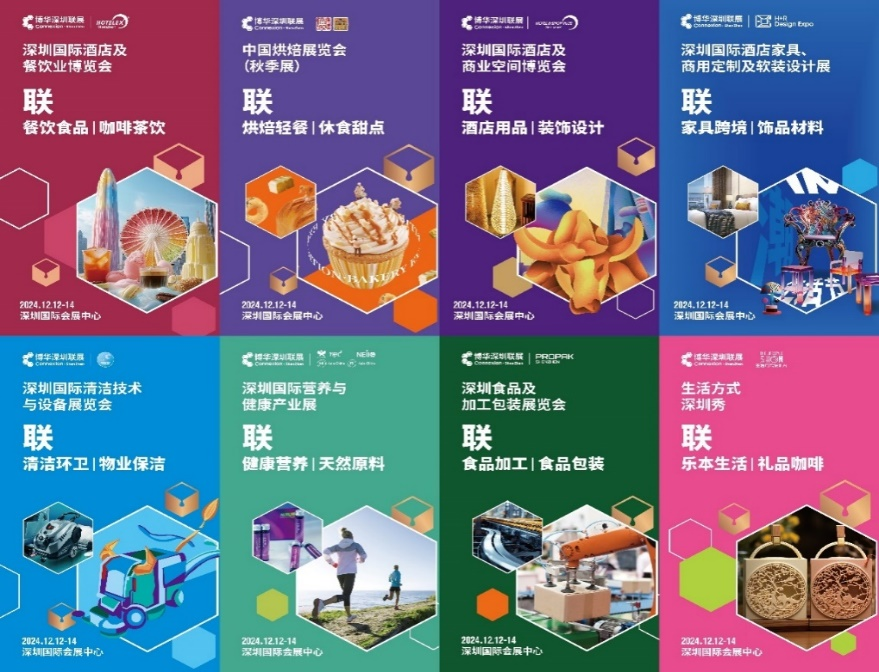 博华深圳联展
HOTELEX
深圳国际酒店及
餐饮业博览会
联
餐饮食品|咖啡茶饮
2024.12.12-14
深圳国际会展中心
博华深圳联展
中国烘焙展览会
(秋季展)
联
烘焙轻餐|休食甜点
2024.12.12-14
深圳国际会展中心
博华深圳联展
深圳国际酒店及
商业空间博览会
联
酒店用品|装饰设计
2024.12.12-14
深圳国际会展中心
博华深圳联展
Design Expo
深圳国际酒店家具、
商用定制及软装设计展
联
家具跨境|饰品材料
2024.12.12-14
深圳国际会展中心
博华深圳联展
深圳国际清洁技术
与设备展览会
联
清洁环卫|物业保洁
2024.12.12-14
深圳国际会展中心
博华深圳联展
深圳国际营养与
健康产业展
联
健康营养|天然原料
2024.12.12-14
深圳国际会展中心
博华深圳联展
PROPAK
深圳食品及
加工包装展览会
联
食品加工|食品包装
2024.12.12-14
深圳国际会展中心
博华深圳联展
生活方式
深圳秀
联
乐本生活|礼品咖啡
2024.12.12-14
深圳国际会展中心